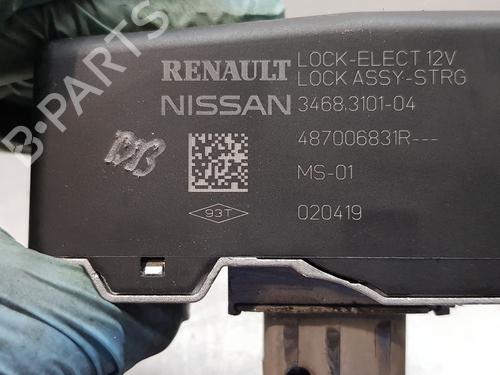 RENAULT LOCK-ELECT 12V
LOCK ASSY-STRG
NISSAN 3468.3101-04
487006831R---
MS-01
93T 020419
B-PARTS